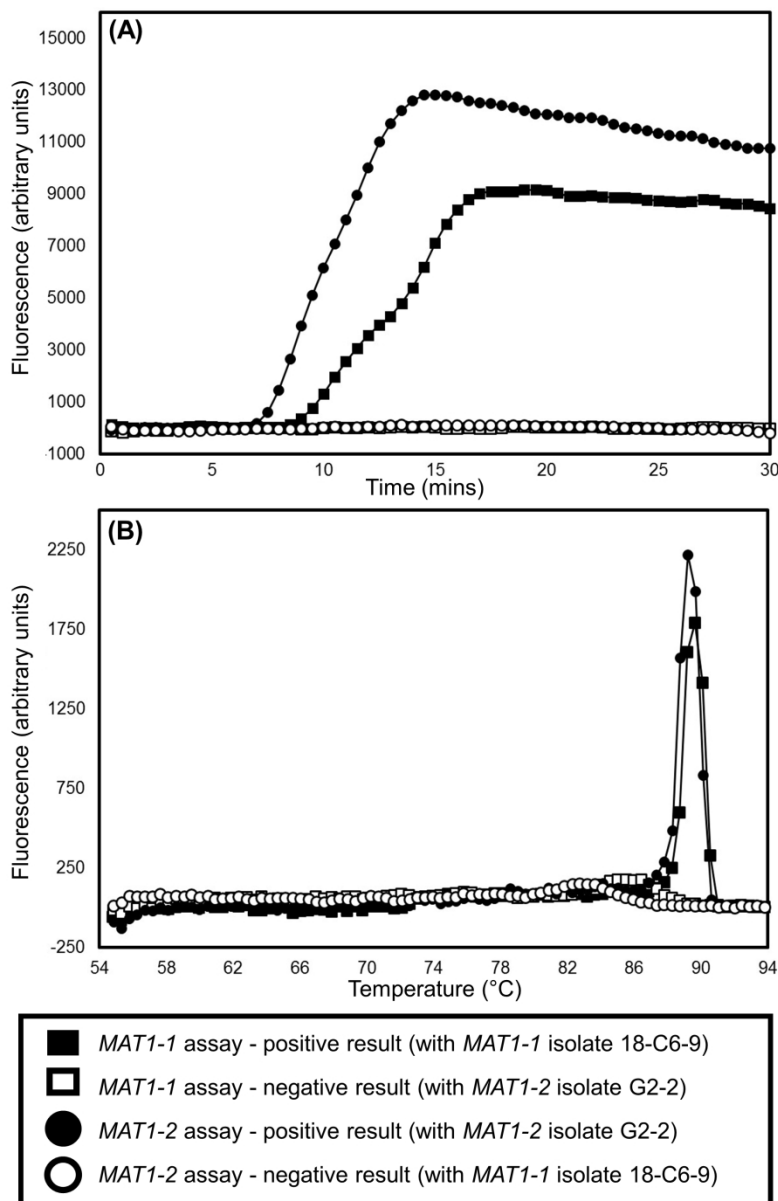 (A)
15000
13000
11000
9000
7000
5000
3000
1000
-1000
Fluorescence (arbitrary units)
0 5 10 15 20 25 30
Time (mins)
(B)
2250
1750
1250
750
250
-250
Fluorescence (arbitrary units)
54 58 62 66 70 74 78 82 86 90 94
Temperature (°C)
MAT1-1 assay - positive result (with MAT1-1 isolate 18-C6-9)
MAT1-1 assay - negative result (with MAT1-2 isolate G2-2)
MAT1-2 assay - positive result (with MAT1-2 isolate G2-2)
MAT1-2 assay - negative result (with MAT1-1 isolate 18-C6-9)